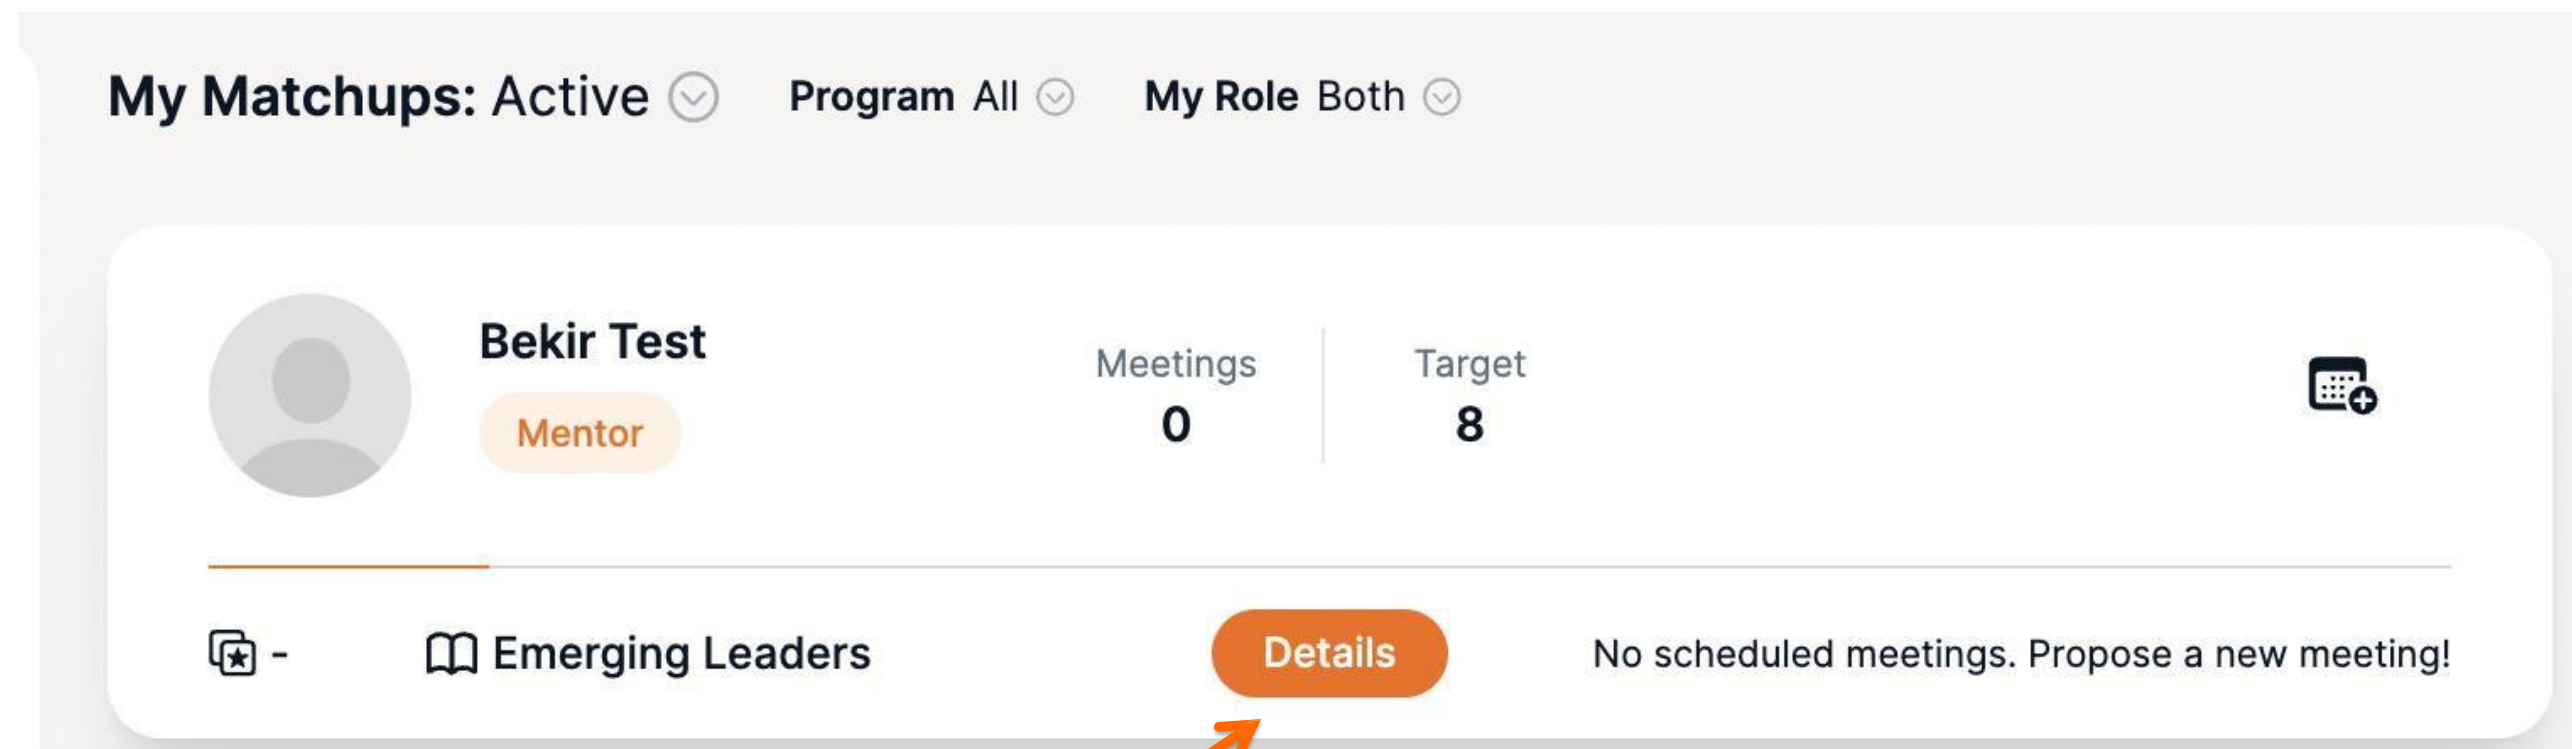 My Matchups: Active Program All My Role Both
Bekir Test
Mentor
Meetings
0
Target
8
- Emerging Leaders Details No scheduled meetings. Propose a new meeting!